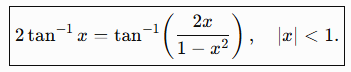 2 tan⁻¹ x = tan⁻¹ ( 2x / (1 − x²) ), |x| < 1.